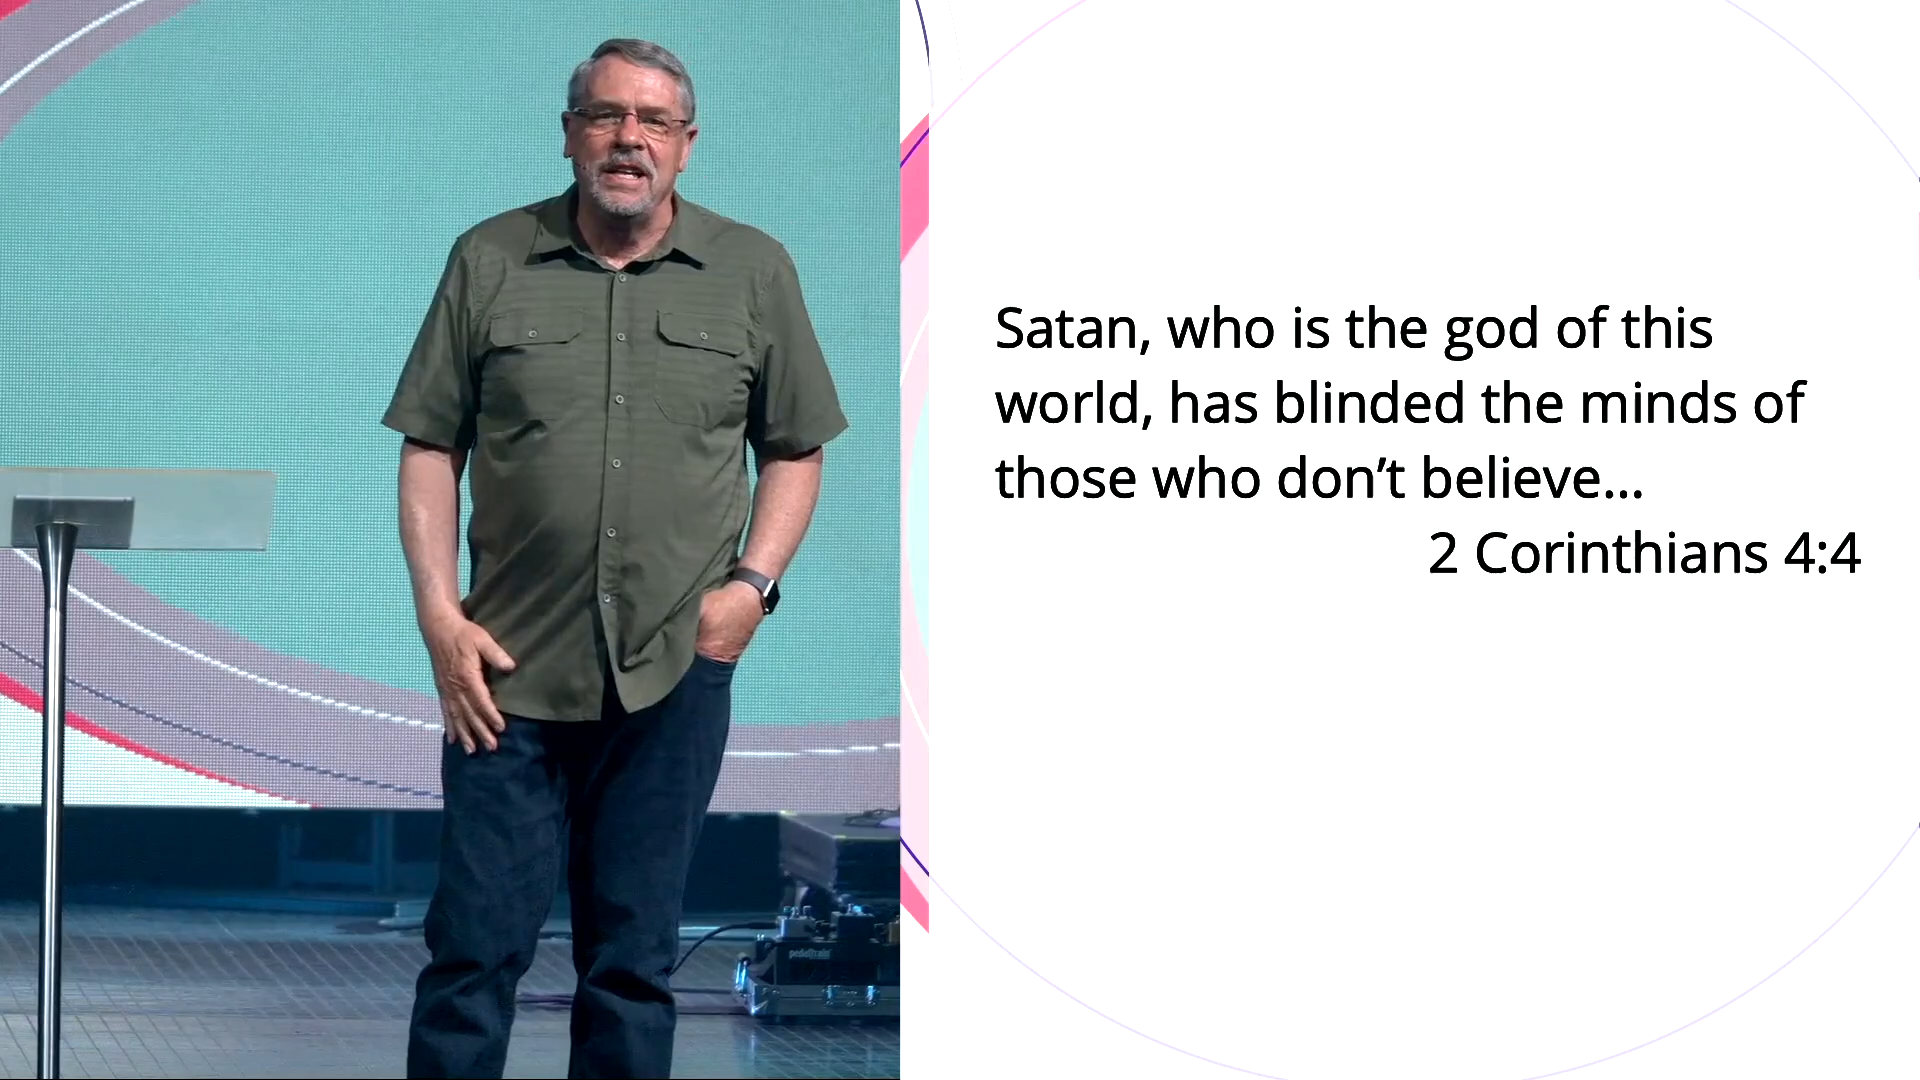 Satan, who is the god of this
world, has blinded the minds of
those who don’t believe...
2 Corinthians 4:4
pedaltrain